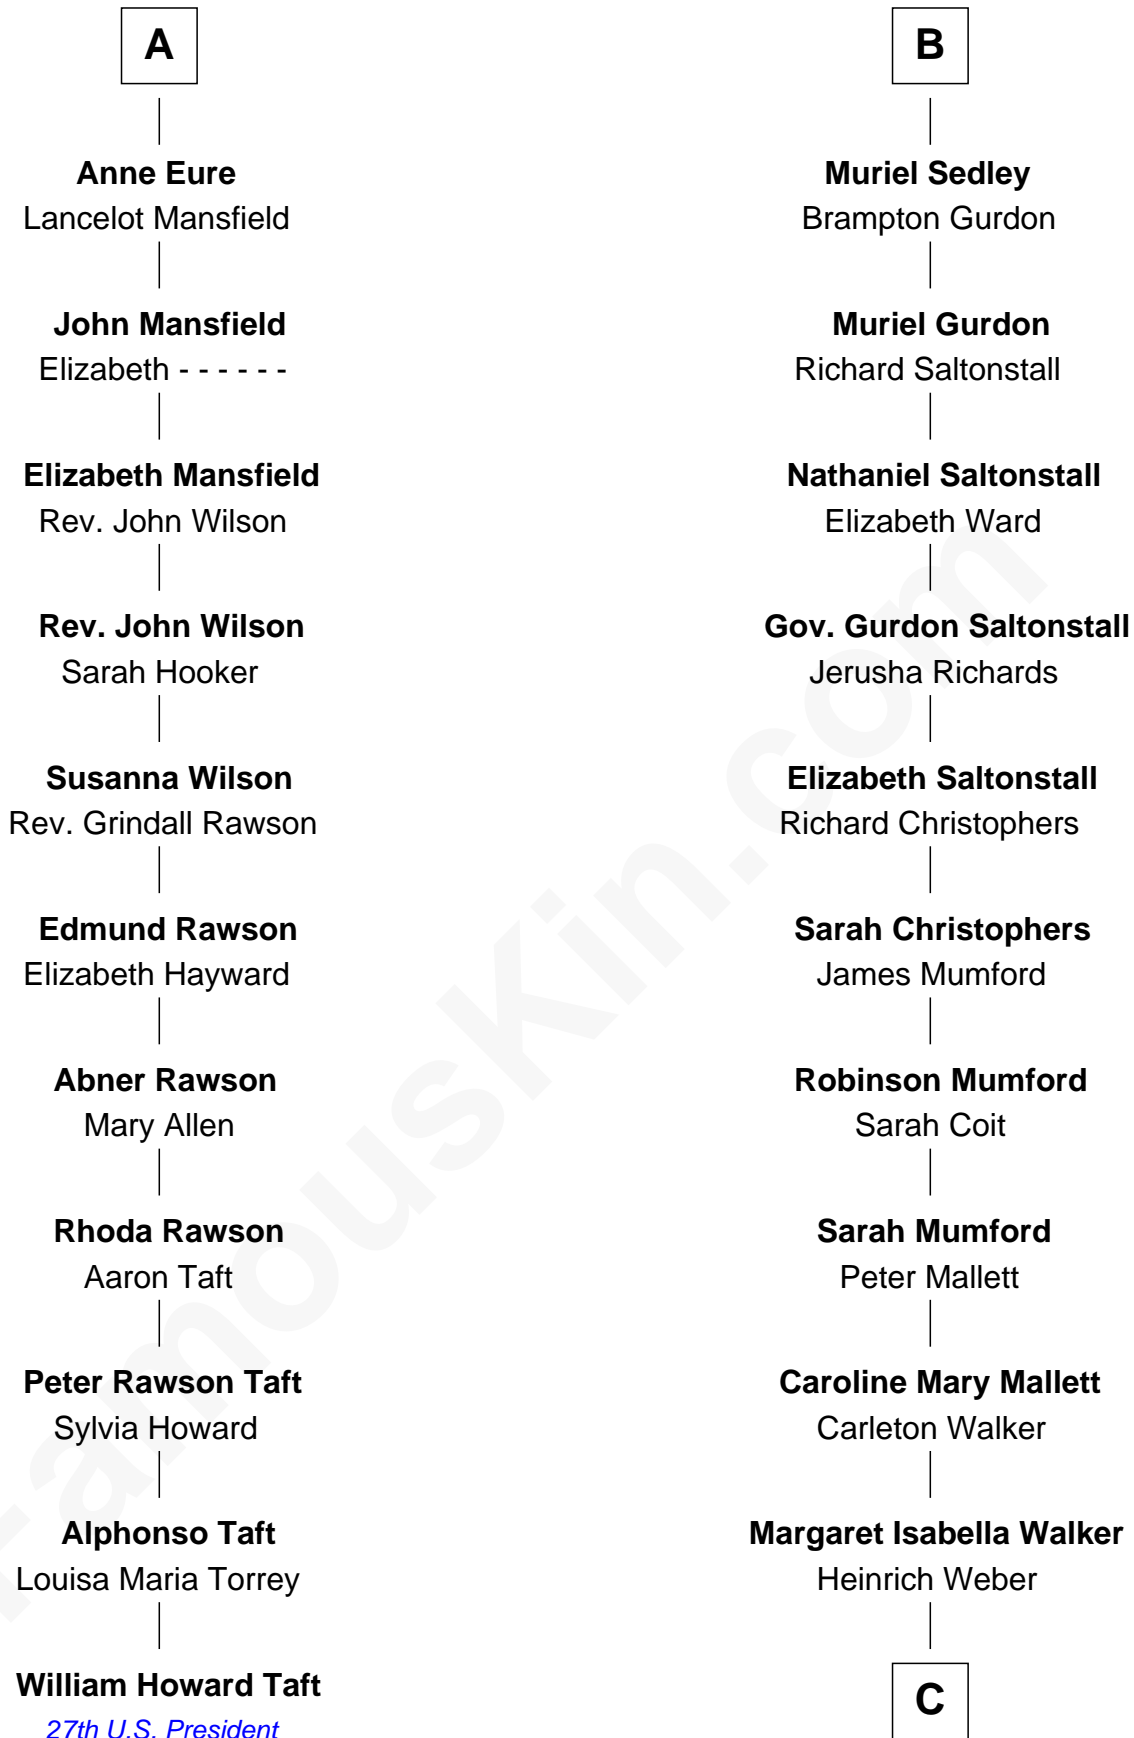 A
Anne Eure
Lancelot Mansfield
John Mansfield
Elizabeth - - - - - -
Elizabeth Mansfield
Rev. John Wilson
Rev. John Wilson
Sarah Hooker
Susanna Wilson
Rev. Grindall Rawson
Edmund Rawson
Elizabeth Hayward
Abner Rawson
Mary Allen
Rhoda Rawson
Aaron Taft
Peter Rawson Taft
Sylvia Howard
Alphonso Taft
Louisa Maria Torrey
William Howard Taft
27th U.S. President
B
Muriel Sedley
Brampton Gurdon
Muriel Gurdon
Richard Saltonstall
Nathaniel Saltonstall
Elizabeth Ward
Gov. Gurdon Saltonstall
Jerusha Richards
Elizabeth Saltonstall
Richard Christophers
Sarah Christophers
James Mumford
Robinson Mumford
Sarah Coit
Sarah Mumford
Peter Mallett
Caroline Mary Mallett
Carleton Walker
Margaret Isabella Walker
Heinrich Weber
C
FamousKin.com